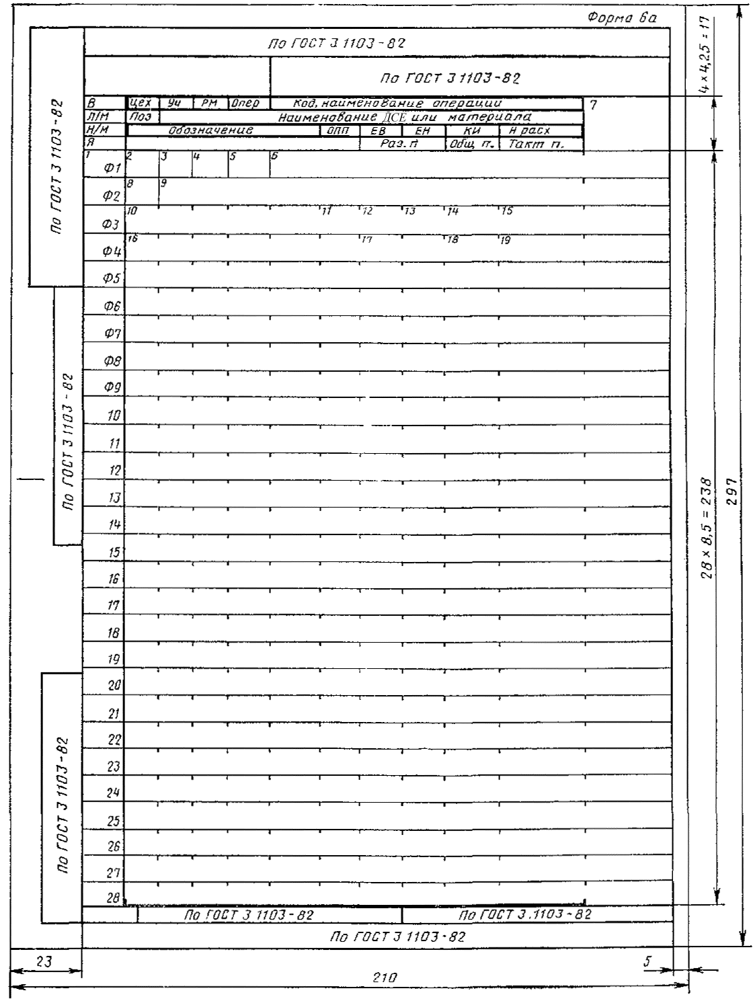 Форма 6а
По ГОСТ 3.1103-82
По ГОСТ 3 1103-82
В Цех Уч РМ Опер Код, наименование операции 7
Л/М Поз Наименование ДСЕ или материала
Н/М Обозначение ОПП ЕВ ЕН КИ Н расх
Я Раз. п Общ. п. Такт п.
1 2 3 4 5 6
Ф1
8 9
Ф2
10 11 12 13 14 15
Ф3
16 17 18 19
Ф4
Ф5
Ф6
Ф7
Ф8
Ф9
10
11
12
13
14
15
16
17
18
19
20
21
22
23
24
25
26
27
28
По ГОСТ 3 1103-82 По ГОСТ 3.1103-82
По ГОСТ 3 1103-82
По ГОСТ 3 1103-82
По ГОСТ 3 1103-82
По ГОСТ 3 1103-82
4×4,25=17
28×8,5=238
297
23
5
210